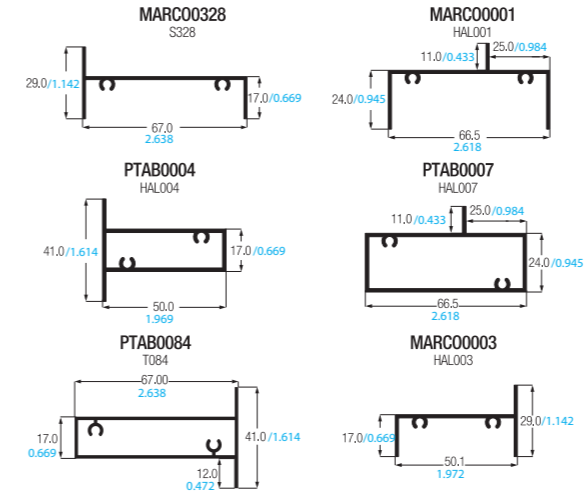 MARCO0328
S328
29.0/1.142
17.0/0.669
67.0
2.638
MARCO0001
HAL001
25.0/0.984
11.0/0.433
24.0/0.945
66.5
2.618
PTAB0004
HAL004
41.0/1.614
17.0/0.669
50.0
1.969
PTAB0007
HAL007
25.0/0.984
11.0/0.433
24.0/0.945
66.5
2.618
PTAB0084
T084
67.00
2.638
17.0
0.669
41.0/1.614
12.0
0.472
MARCO0003
HAL003
29.0/1.142
17.0/0.669
50.1
1.972